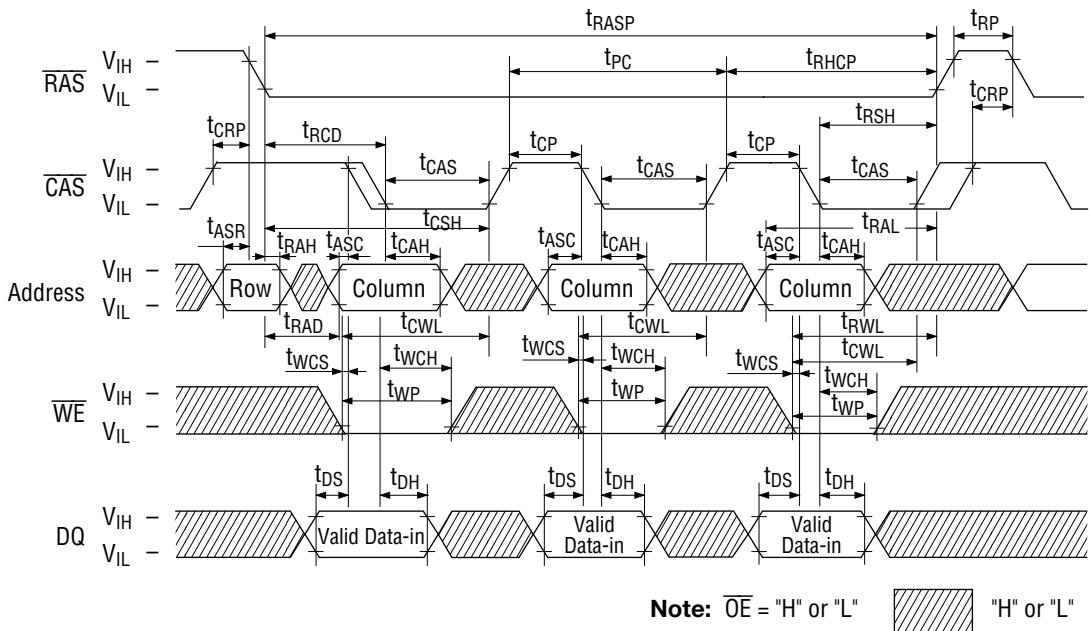 tRASP
tRP
RAS
VIH
VIL
tPC
tRHCP
tCRP
tRSH
tCRP
tRCD
tCP
tCP
CAS
VIH
VIL
tCAS
tCAS
tCAS
tCSH
tRAL
tASR
tRAH
tASC
tCAH
tASC
tCAH
tASC
tCAH
Address
VIH
VIL
Row
Column
Column
Column
tRAD
tCWL
tCWL
tRWL
tCWL
tWCS
tWCH
tWCS
tWCH
tWCS
tWCH
tWP
tWP
tWP
WE
VIH
VIL
tDS
tDH
tDS
tDH
tDS
tDH
DQ
VIH
VIL
Valid Data-in
Valid
Data-in
Valid
Data-in
Note: OE = "H" or "L"
"H" or "L"